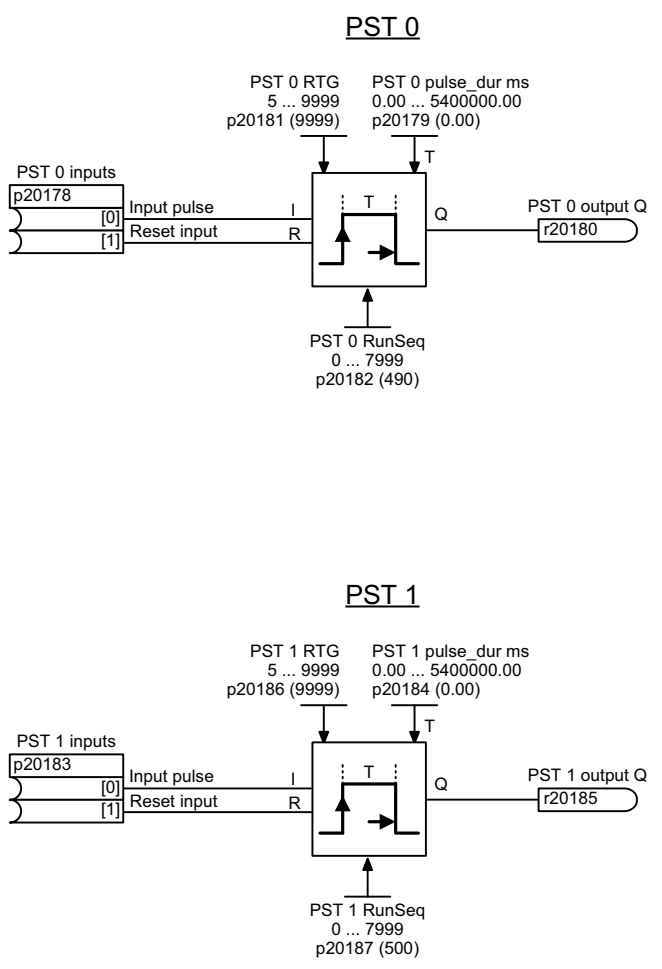 PST 0
PST 0 RTG
5 ... 9999
p20181 (9999)
PST 0 pulse_dur ms
0.00 ... 5400000.00
p20179 (0.00)
T
PST 0 inputs
p20178
[0]
[1]
Input pulse
Reset input
I
R
T
Q
PST 0 output Q
r20180
PST 0 RunSeq
0 ... 7999
p20182 (490)
PST 1
PST 1 RTG
5 ... 9999
p20186 (9999)
PST 1 pulse_dur ms
0.00 ... 5400000.00
p20184 (0.00)
T
PST 1 inputs
p20183
[0]
[1]
Input pulse
Reset input
I
R
T
Q
PST 1 output Q
r20185
PST 1 RunSeq
0 ... 7999
p20187 (500)